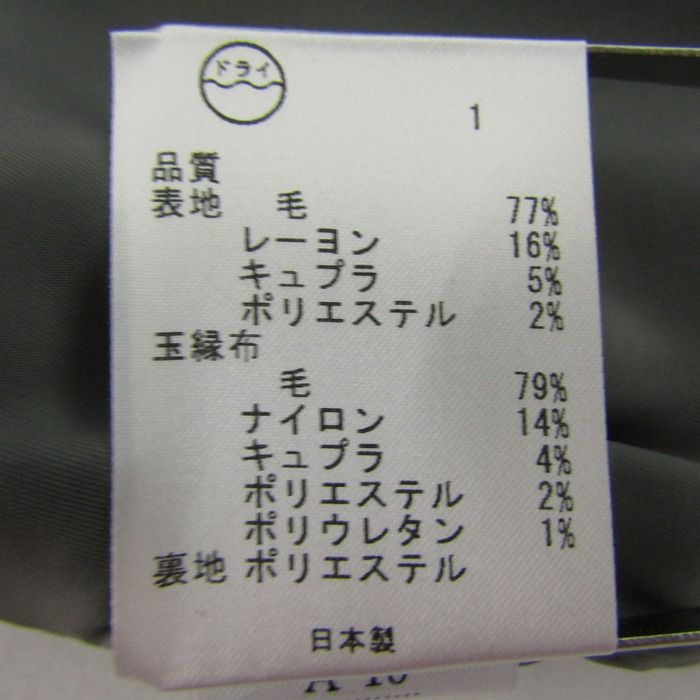 ドライ
1
品質
表地 毛 77%
レーヨン 16%
キュプラ 5%
ポリエステル 2%
玉縁布
毛 79%
ナイロン 14%
キュプラ 4%
ポリエステル 2%
ポリウレタン 1%
裏地 ポリエステル
日本製